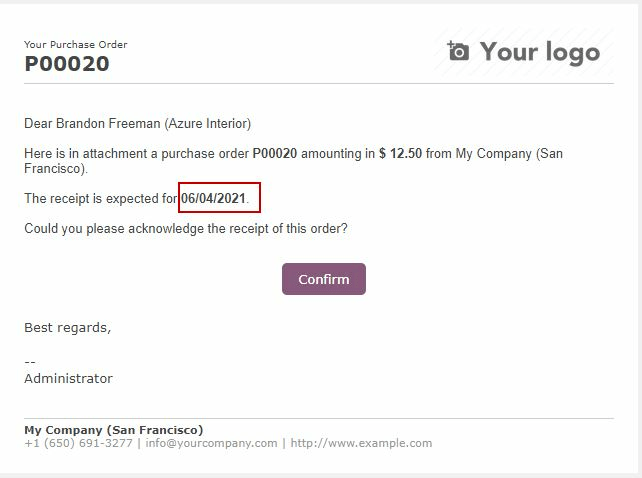 Your Purchase Order
P00020
Your logo
Dear Brandon Freeman (Azure Interior)
Here is in attachment a purchase order P00020 amounting in $ 12.50 from My Company (San
Francisco).
The receipt is expected for 06/04/2021.
Could you please acknowledge the receipt of this order?
Confirm
Best regards,
--
Administrator
My Company (San Francisco)
+1 (650) 691-3277 | info@yourcompany.com | http://www.example.com